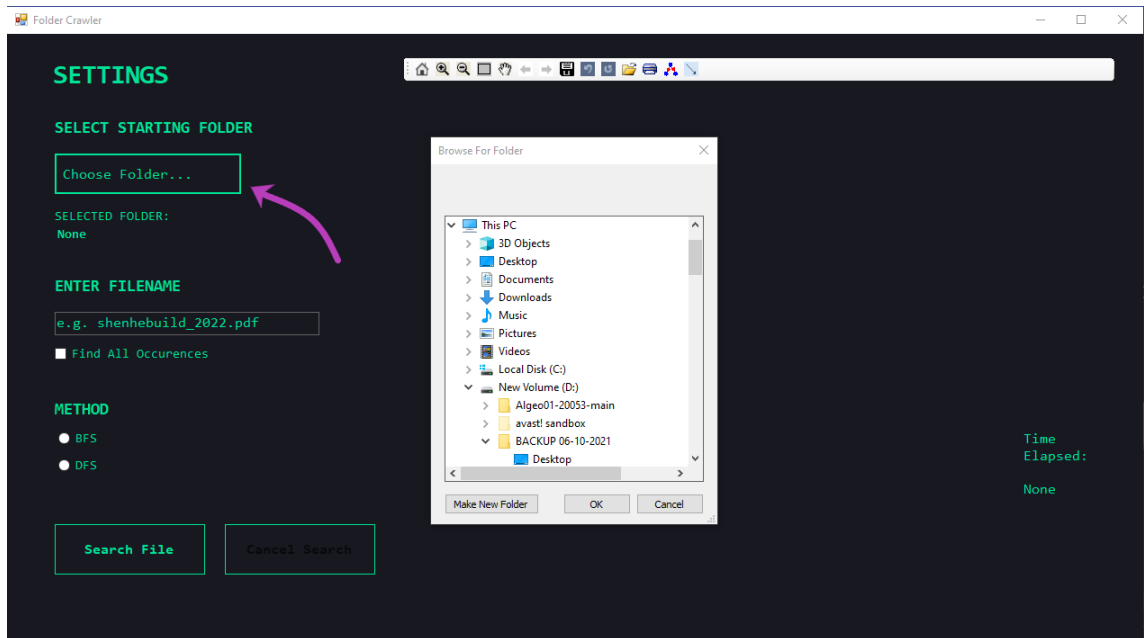 Folder Crawler
SETTINGS
SELECT STARTING FOLDER
Choose Folder...
SELECTED FOLDER:
None
ENTER FILENAME
e.g. shenhebuild_2022.pdf
Find All Occurences
METHOD
BFS
DFS
Search File
Cancel Search
Browse For Folder
This PC
3D Objects
Desktop
Documents
Downloads
Music
Pictures
Videos
Local Disk (C:)
New Volume (D:)
Algeo01-20053-main
avast! sandbox
BACKUP 06-10-2021
Desktop
Make New Folder
OK
Cancel
Time
Elapsed:
None